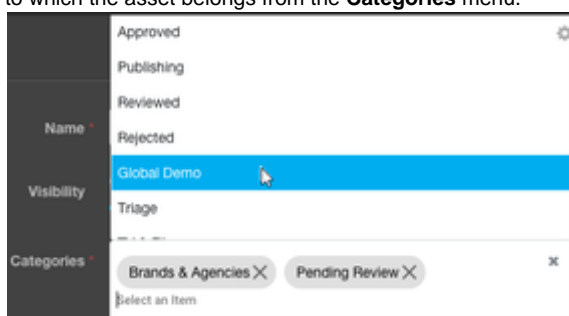 to which the asset belongs from the Categories menu.
Approved
Publishing
Reviewed
Name *
Rejected
Global Demo
Visibility
Triage
Categories *
Brands & Agencies X Pending Review X
Select an Item